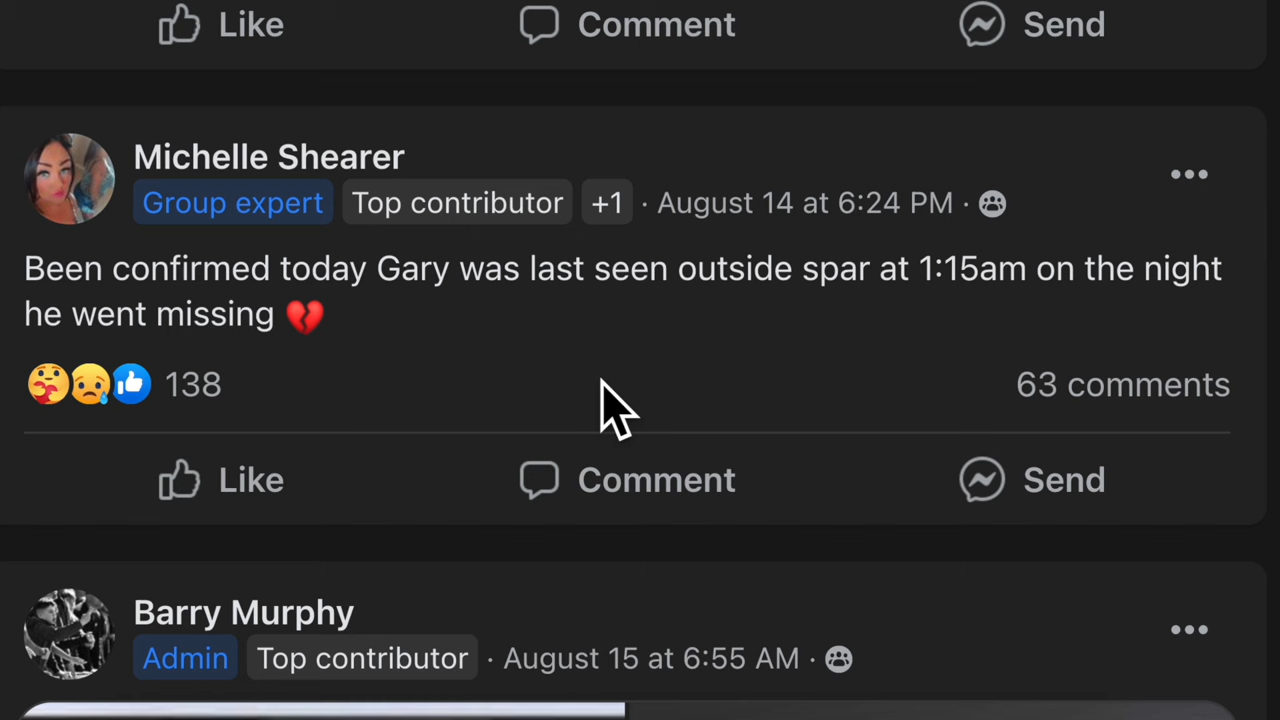 Like Comment Send
Michelle Shearer
Group expert Top contributor +1 · August 14 at 6:24 PM ·
Been confirmed today Gary was last seen outside spar at 1:15am on the night
he went missing 💔
138 63 comments
Like Comment Send
Barry Murphy
Admin Top contributor · August 15 at 6:55 AM ·